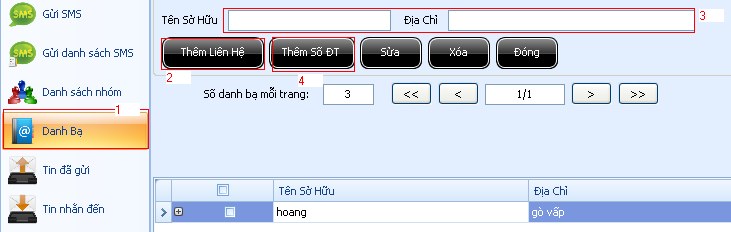 SMS Gửi SMS
SMS Gửi danh sách SMS
Danh sách nhóm
1
@ Danh Bạ
Tin đã gửi
Tin nhắn đến
Tên Sở Hữu Địa Chỉ 3
Thêm Liên Hệ Thêm Số ĐT Sửa Xóa Đóng
2 4
Số danh bạ mỗi trang: 3 << < 1/1 > >>
Tên Sở Hữu Địa Chỉ
hoang gò vấp